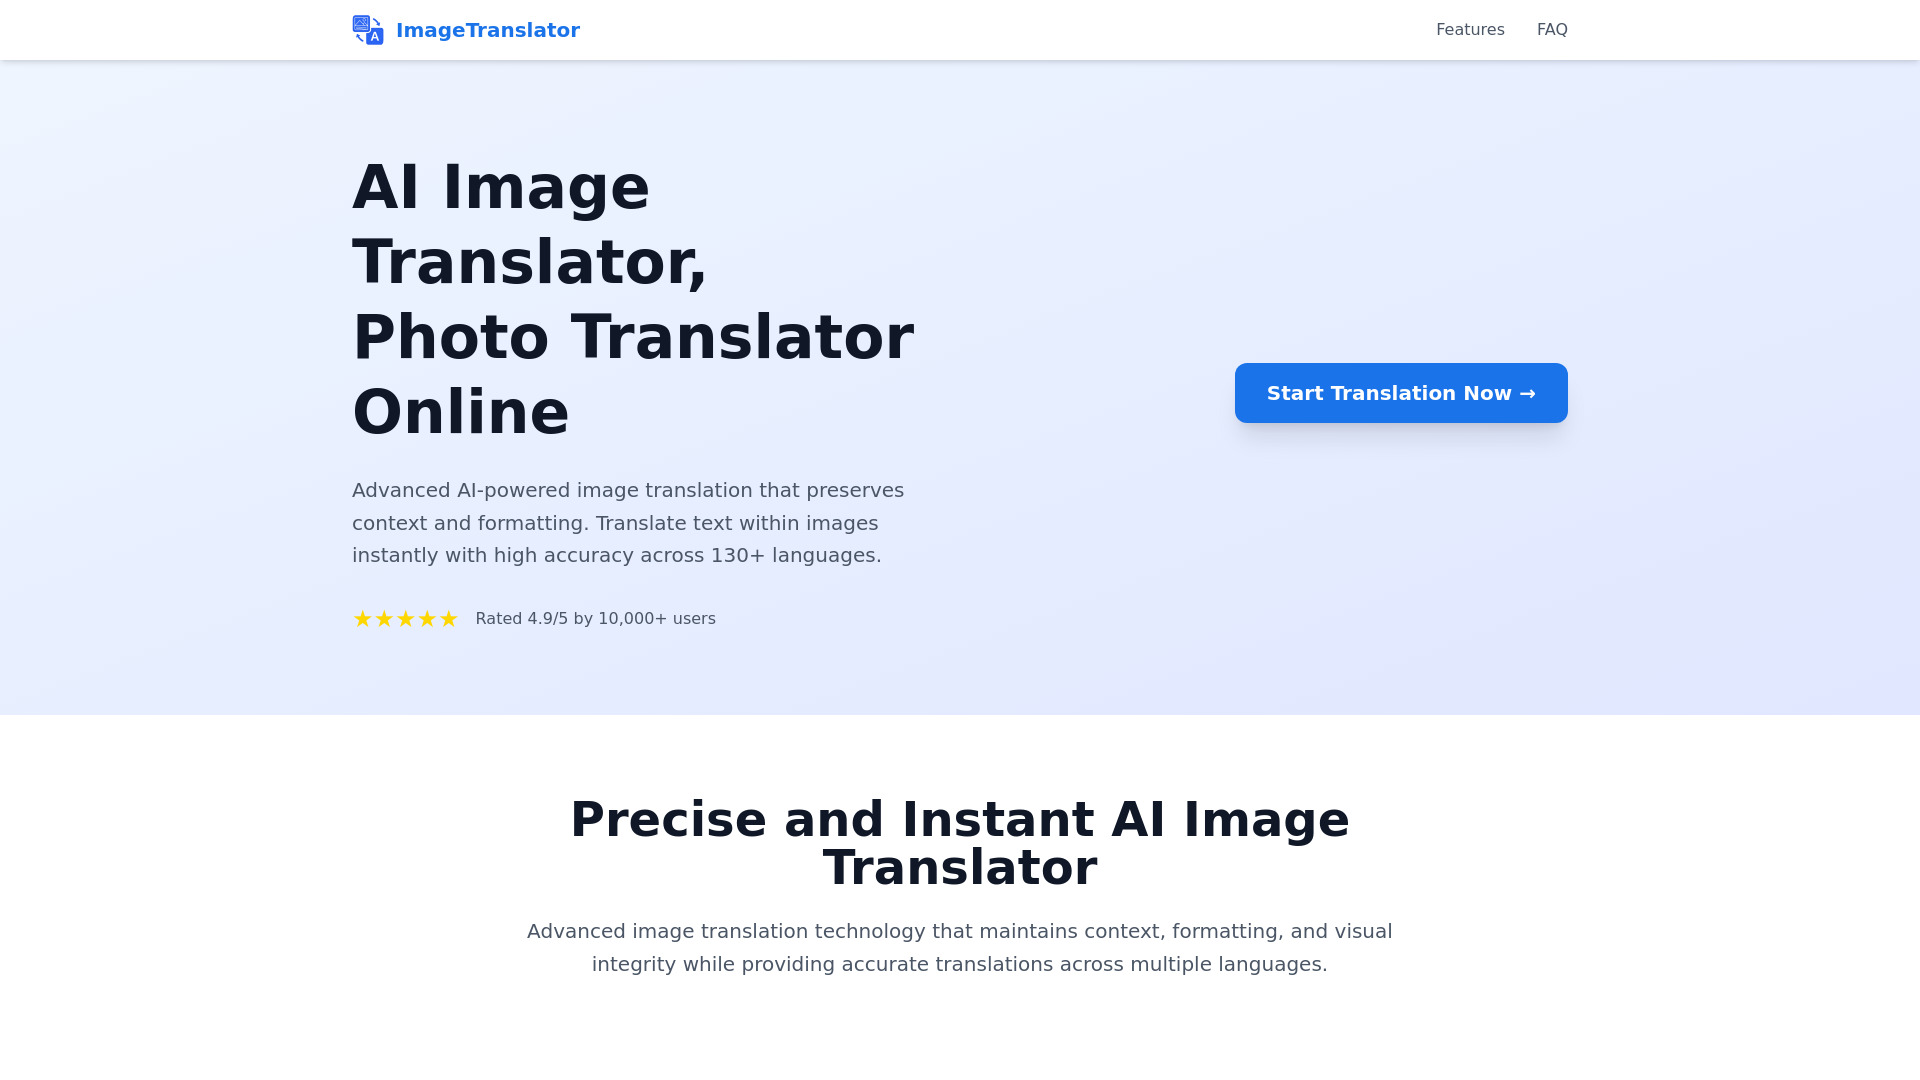 ImageTranslator
Features
FAQ
AI Image
Translator,
Photo Translator
Online
Advanced AI-powered image translation that preserves
context and formatting. Translate text within images
instantly with high accuracy across 130+ languages.
★★★★★ Rated 4.9/5 by 10,000+ users
Start Translation Now →
Precise and Instant AI Image
Translator
Advanced image translation technology that maintains context, formatting, and visual
integrity while providing accurate translations across multiple languages.